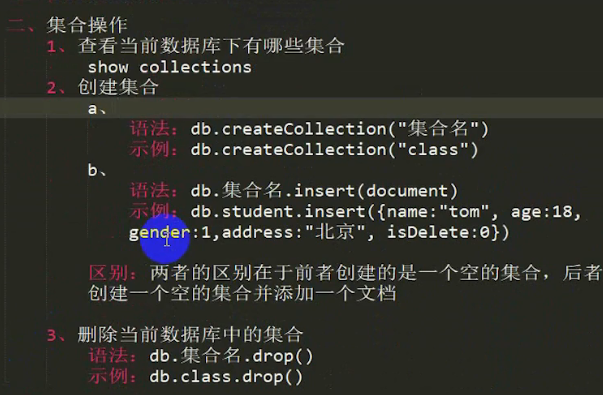 二、集合操作
1、查看当前数据库下有哪些集合
show collections
2、创建集合
a、
语法：db.createCollection("集合名")
示例：db.createCollection("class")
b、
语法：db.集合名.insert(document)
示例：db.student.insert({name:"tom", age:18,
gender:1,address:"北京", isDelete:0})
区别：两者的区别在于前者创建的是一个空的集合，后者
创建一个空的集合并添加一个文档
3、删除当前数据库中的集合
语法：db.集合名.drop()
示例：db.class.drop()